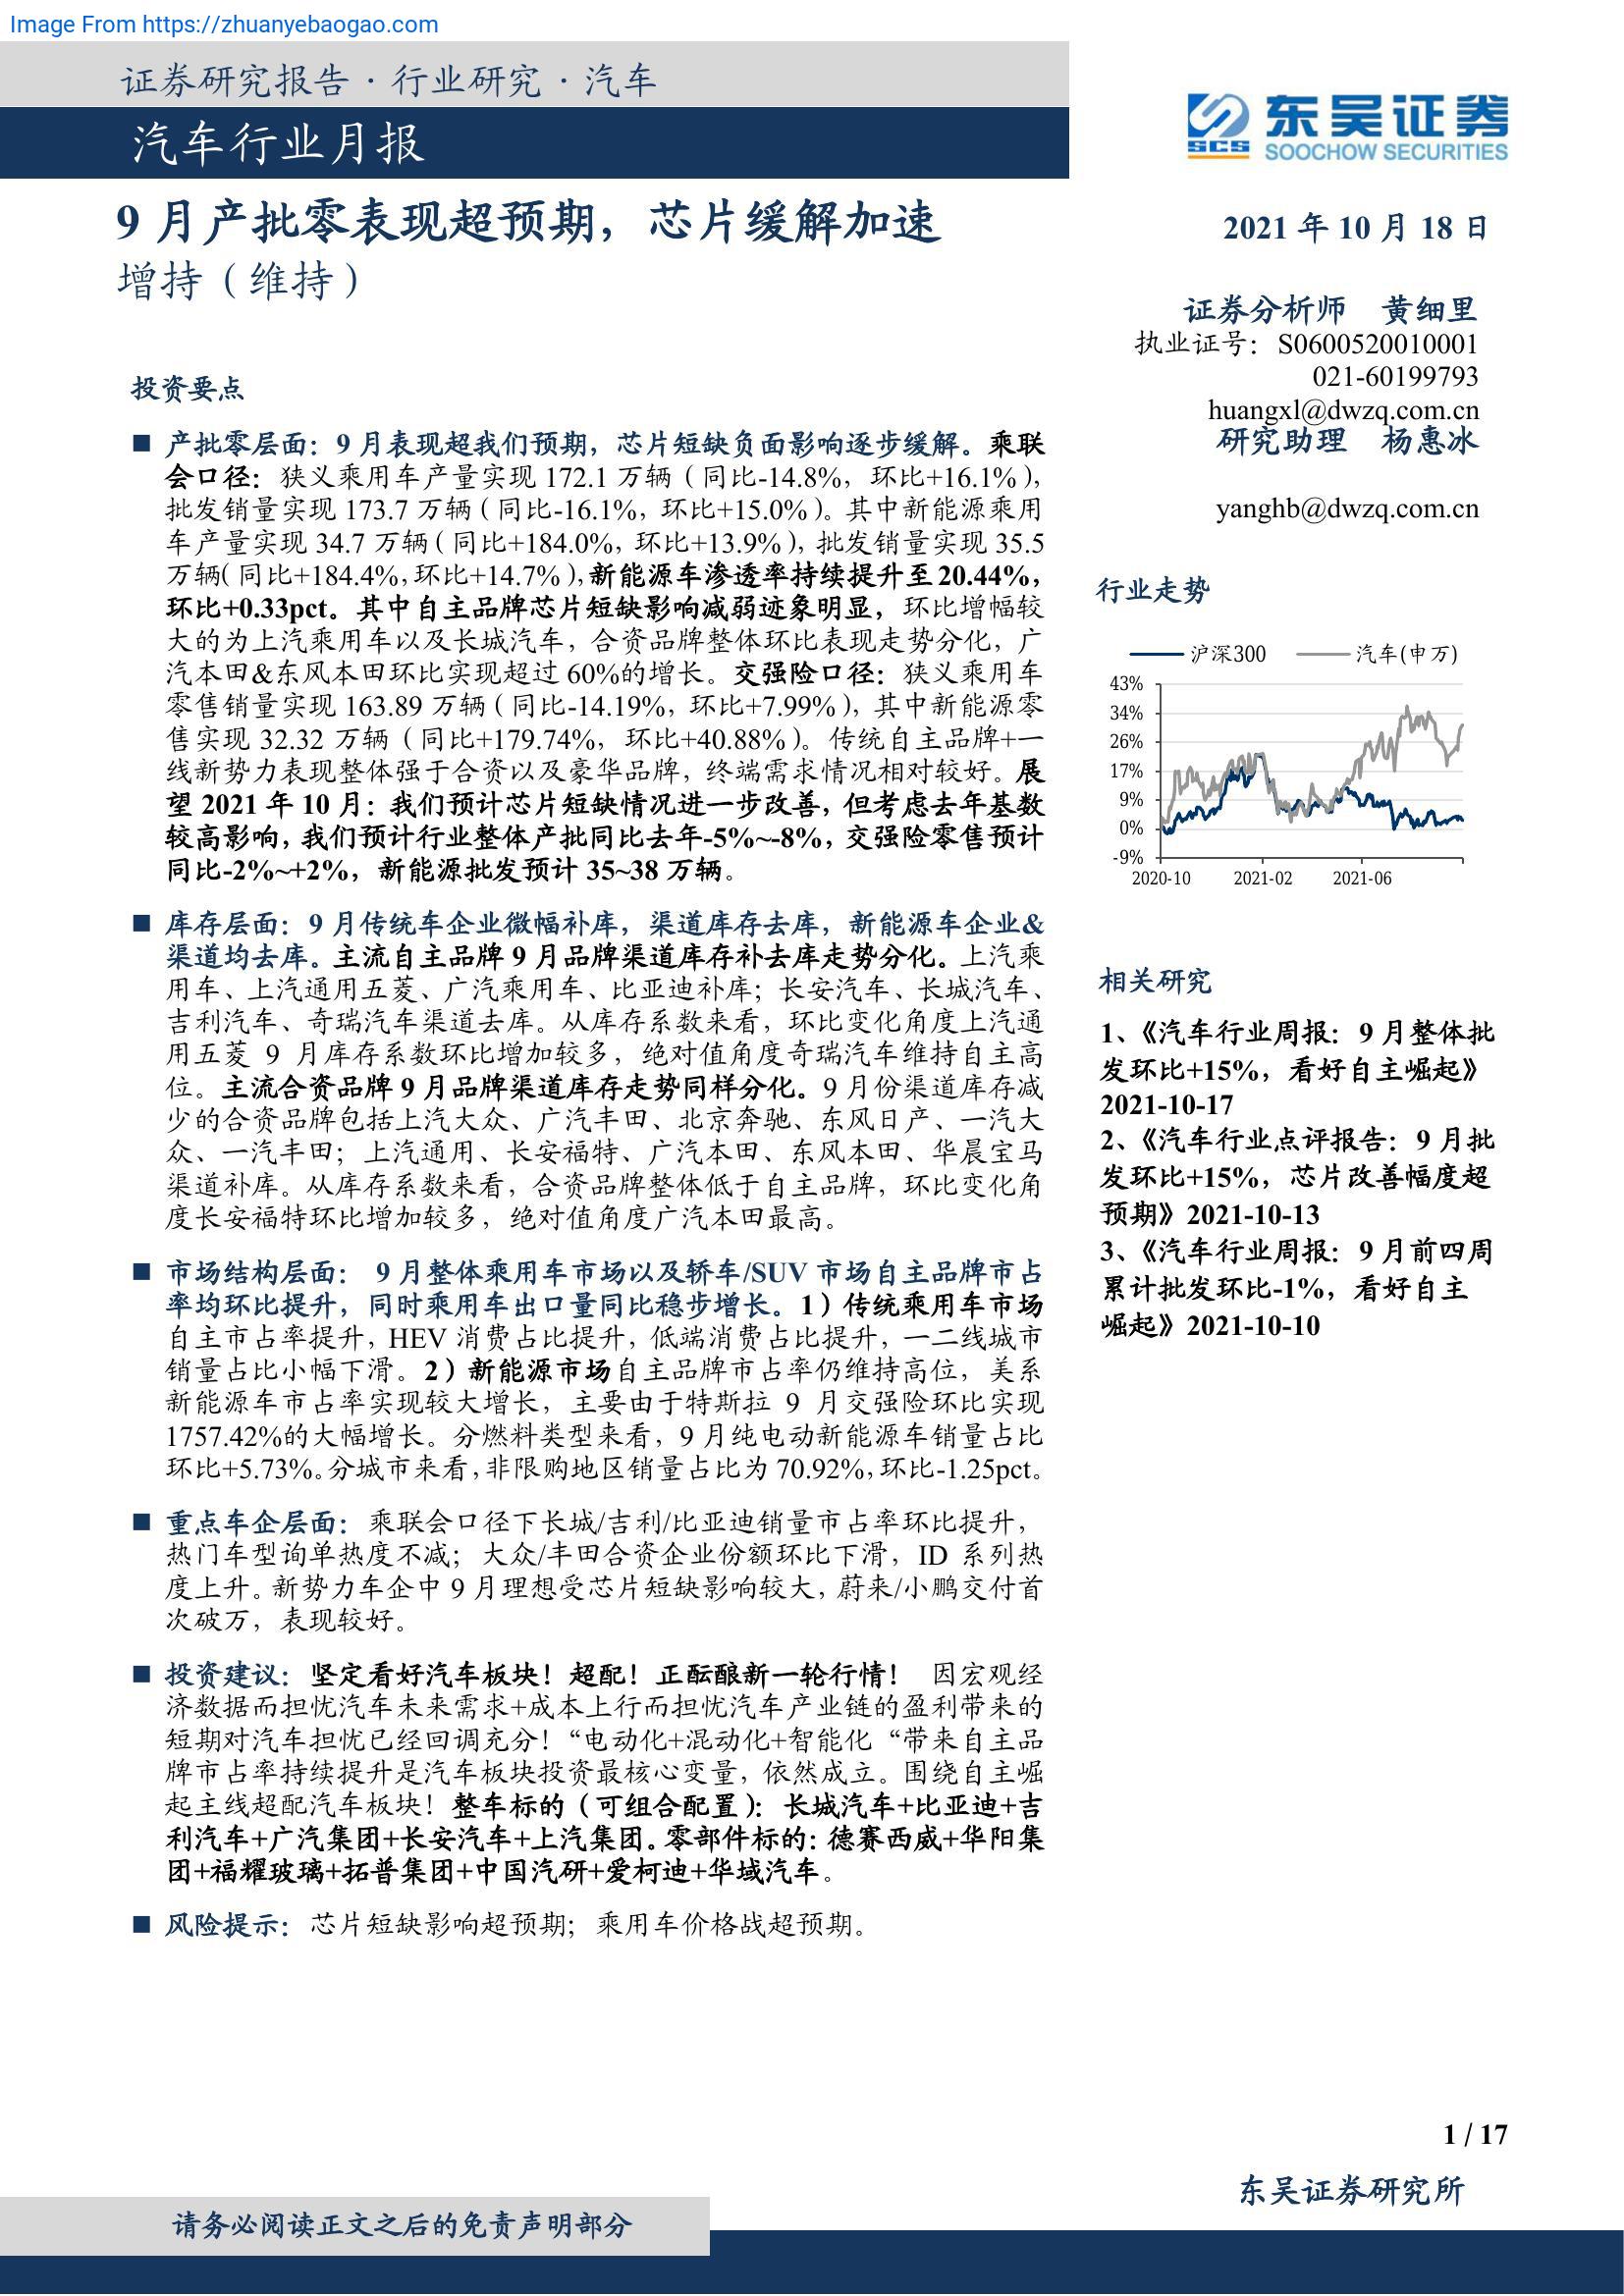 Image From https://zhuanyebaogao.com
证券研究报告·行业研究·汽车
汽车行业月报
东吴证券
SCS
SOOCHOW SECURITIES
9 月产批零表现超预期，芯片缓解加速
增持（维持）
2021 年 10 月 18 日
证券分析师 黄细里
执业证号：S0600520010001
021-60199793
huangxl@dwzq.com.cn
研究助理 杨惠冰
yanghb@dwzq.com.cn
投资要点
■ 产批零层面：9 月表现超我们预期，芯片短缺负面影响逐步缓解。乘联
会口径：狭义乘用车产量实现 172.1 万辆（同比-14.8%，环比+16.1%），
批发销量实现 173.7 万辆（同比-16.1%，环比+15.0%）。其中新能源乘用
车产量实现 34.7 万辆（同比+184.0%，环比+13.9%），批发销量实现 35.5
万辆（同比+184.4%,环比+14.7%），新能源车渗透率持续提升至 20.44%，
环比+0.33pct。其中自主品牌芯片短缺影响减弱迹象明显，环比增幅较
大的为上汽乘用车以及长城汽车，合资品牌整体环比表现走势分化，广
汽本田&东风本田环比实现超过 60%的增长。交强险口径：狭义乘用车
零售销量实现 163.89 万辆（同比-14.19%，环比+7.99%），其中新能源零
售实现 32.32 万辆（同比+179.74%，环比+40.88%）。传统自主品牌+一
线新势力表现整体强于合资以及豪华品牌，终端需求情况相对较好。展
望 2021 年 10 月：我们预计芯片短缺情况进一步改善，但考虑去年基数
较高影响，我们预计行业整体产批同比去年-5%~-8%，交强险零售预计
同比-2%~+2%，新能源批发预计 35~38 万辆。
■ 库存层面：9 月传统车企业微幅补库，渠道库存去库，新能源车企业&
渠道均去库。主流自主品牌 9 月品牌渠道库存补去库走势分化。上汽乘
用车、上汽通用五菱、广汽乘用车、比亚迪补库；长安汽车、长城汽车、
吉利汽车、奇瑞汽车渠道去库。从库存系数来看，环比变化角度上汽通
用五菱 9 月库存系数环比增加较多，绝对值角度奇瑞汽车维持自主高
位。主流合资品牌 9 月品牌渠道库存走势同样分化。9 月份渠道库存减
少的合资品牌包括上汽大众、广汽丰田、北京奔驰、东风日产、一汽大
众、一汽丰田；上汽通用、长安福特、广汽本田、东风本田、华晨宝马
渠道补库。从库存系数来看，合资品牌整体低于自主品牌，环比变化角
度长安福特环比增加较多，绝对值角度广汽本田最高。
■ 市场结构层面： 9 月整体乘用车市场以及轿车/SUV 市场自主品牌市占
率均环比提升，同时乘用车出口量同比稳步增长。1）传统乘用车市场
自主市占率提升，HEV 消费占比提升，低端消费占比提升，一二线城市
销量占比小幅下滑。2）新能源市场自主品牌市占率仍维持高位，美系
新能源车市占率实现较大增长，主要由于特斯拉 9 月交强险环比实现
1757.42%的大幅增长。分燃料类型来看，9 月纯电动新能源车销量占比
环比+5.73%。分城市来看，非限购地区销量占比为 70.92%，环比-1.25pct。
■ 重点车企层面：乘联会口径下长城/吉利/比亚迪销量市占率环比提升，
热门车型询单热度不减；大众/丰田合资企业份额环比下滑，ID 系列热
度上升。新势力车企中 9 月理想受芯片短缺影响较大，蔚来/小鹏交付首
次破万，表现较好。
■ 投资建议：坚定看好汽车板块！超配！正酝酿新一轮行情！ 因宏观经
济数据而担忧汽车未来需求+成本上行而担忧汽车产业链的盈利带来的
短期对汽车担忧已经回调充分！“电动化+混动化+智能化“带来自主品
牌市占率持续提升是汽车板块投资最核心变量，依然成立。围绕自主崛
起主线超配汽车板块！整车标的（可组合配置）：长城汽车+比亚迪+吉
利汽车+广汽集团+长安汽车+上汽集团。零部件标的：德赛西威+华阳集
团+福耀玻璃+拓普集团+中国汽研+爱柯迪+华域汽车。
■ 风险提示：芯片短缺影响超预期；乘用车价格战超预期。
行业走势
沪深300 汽车(申万)
43%
34%
26%
17%
9%
0%
-9%
2020-10 2021-02 2021-06
相关研究
1、《汽车行业周报：9 月整体批
发环比+15%，看好自主崛起》
2021-10-17
2、《汽车行业点评报告：9 月批
发环比+15%，芯片改善幅度超
预期》2021-10-13
3、《汽车行业周报：9 月前四周
累计批发环比-1%，看好自主
崛起》2021-10-10
1 / 17
东吴证券研究所
请务必阅读正文之后的免责声明部分